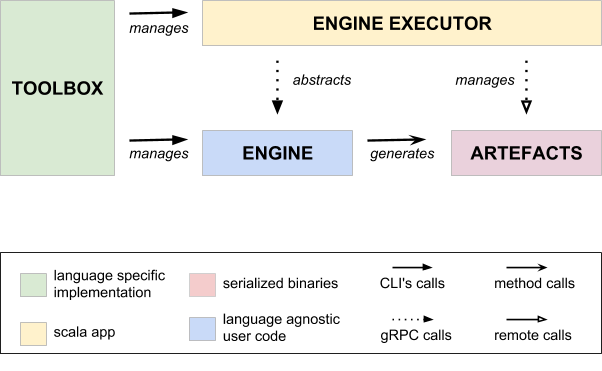 TOOLBOX
manages
ENGINE EXECUTOR
abstracts
manages
manages
ENGINE
generates
ARTEFACTS
language specific
implementation
serialized binaries
CLI's calls
method calls
scala app
language agnostic
user code
gRPC calls
remote calls